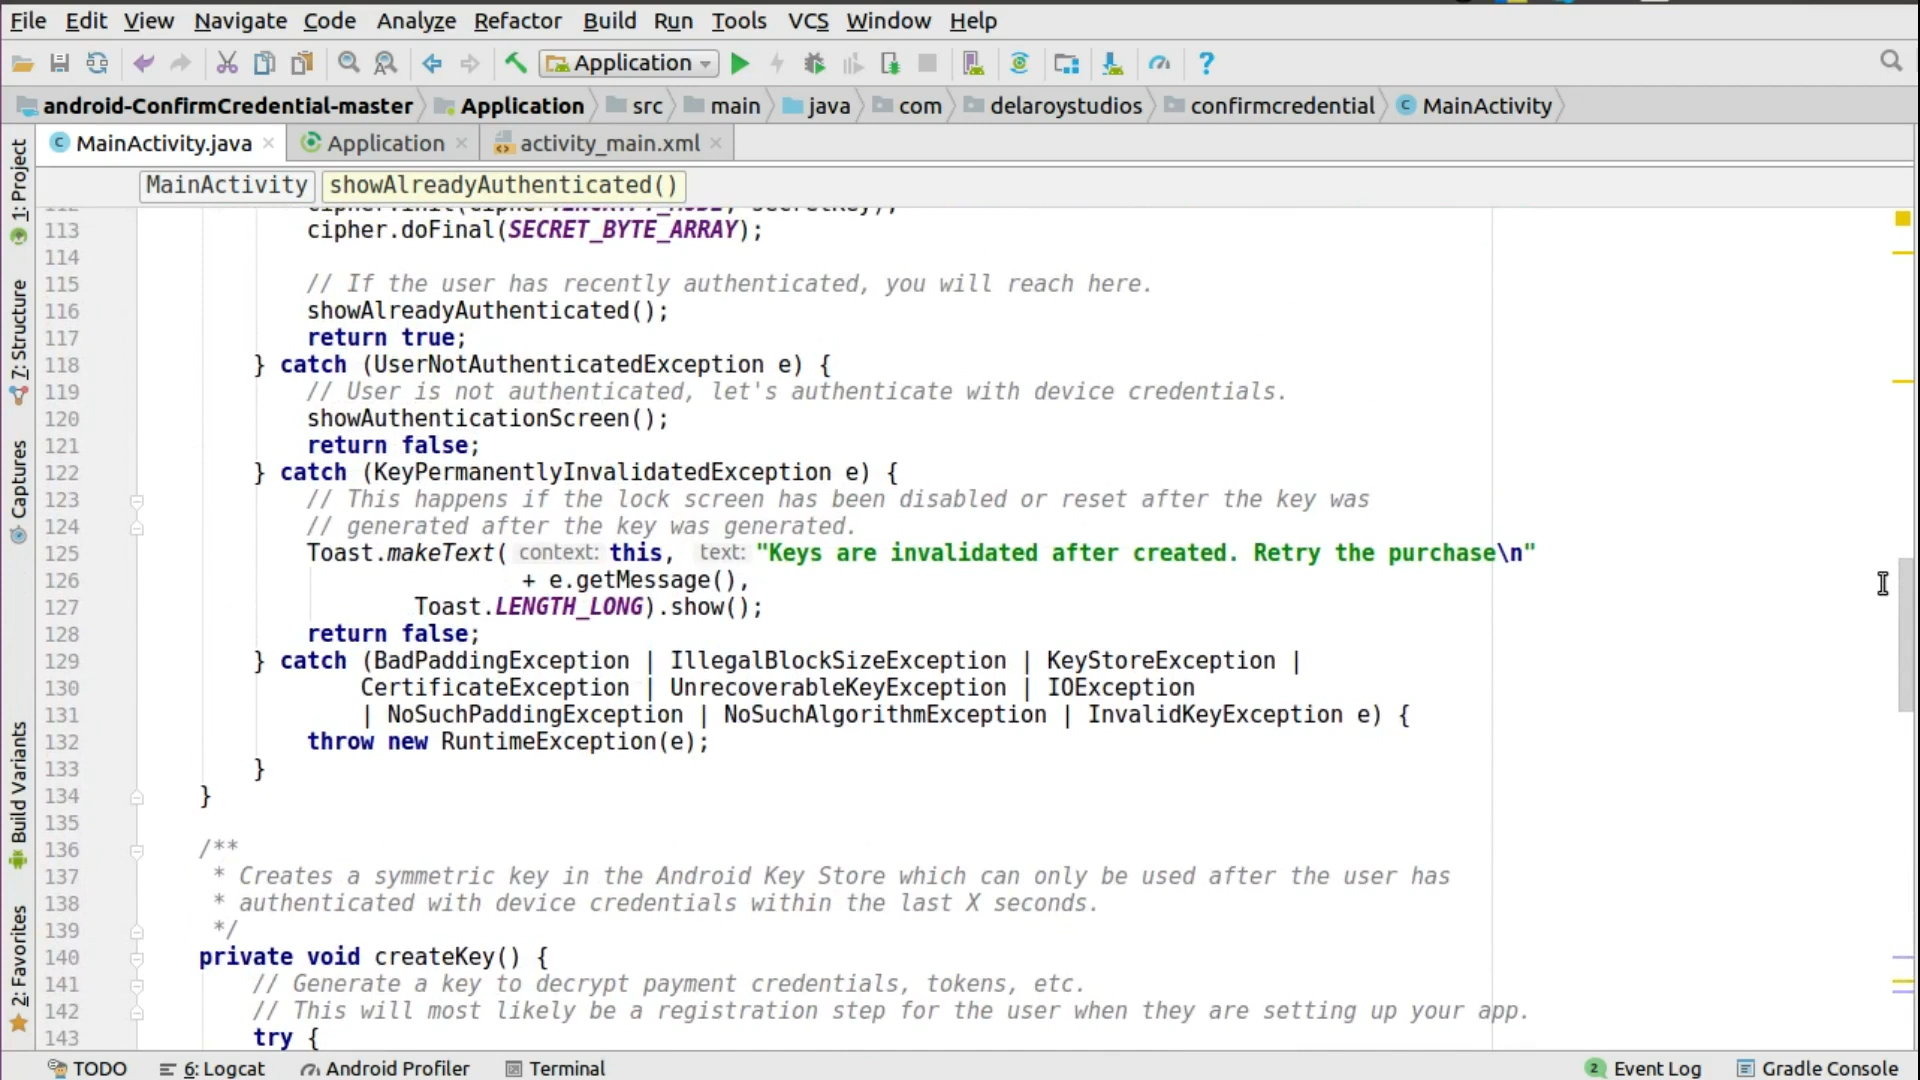 File Edit View Navigate Code Analyze Refactor Build Run Tools VCS Window Help
Application
android-ConfirmCredential-master Application src main java com delaroystudios confirmcredential MainActivity
MainActivity.java Application activity_main.xml
MainActivity showAlreadyAuthenticated()
1: Project
7: Structure
Captures
Build Variants
2: Favorites
113 cipher.doFinal(SECRET_BYTE_ARRAY);
114
115 // If the user has recently authenticated, you will reach here.
116 showAlreadyAuthenticated();
117 return true;
118 } catch (UserNotAuthenticatedException e) {
119 // User is not authenticated, let's authenticate with device credentials.
120 showAuthenticationScreen();
121 return false;
122 } catch (KeyPermanentlyInvalidatedException e) {
123 // This happens if the lock screen has been disabled or reset after the key was
124 // generated after the key was generated.
125 Toast.makeText( context: this, text: "Keys are invalidated after created. Retry the purchase\n"
126 + e.getMessage(),
127 Toast.LENGTH_LONG).show();
128 return false;
129 } catch (BadPaddingException | IllegalBlockSizeException | KeyStoreException |
130 CertificateException | UnrecoverableKeyException | IOException
131 | NoSuchPaddingException | NoSuchAlgorithmException | InvalidKeyException e) {
132 throw new RuntimeException(e);
133 }
134 }
135
136 /**
137 * Creates a symmetric key in the Android Key Store which can only be used after the user has
138 * authenticated with device credentials within the last X seconds.
139 */
140 private void createKey() {
141 // Generate a key to decrypt payment credentials, tokens, etc.
142 // This will most likely be a registration step for the user when they are setting up your app.
143 try {
TODO 6: Logcat Android Profiler Terminal 2 Event Log Gradle Console